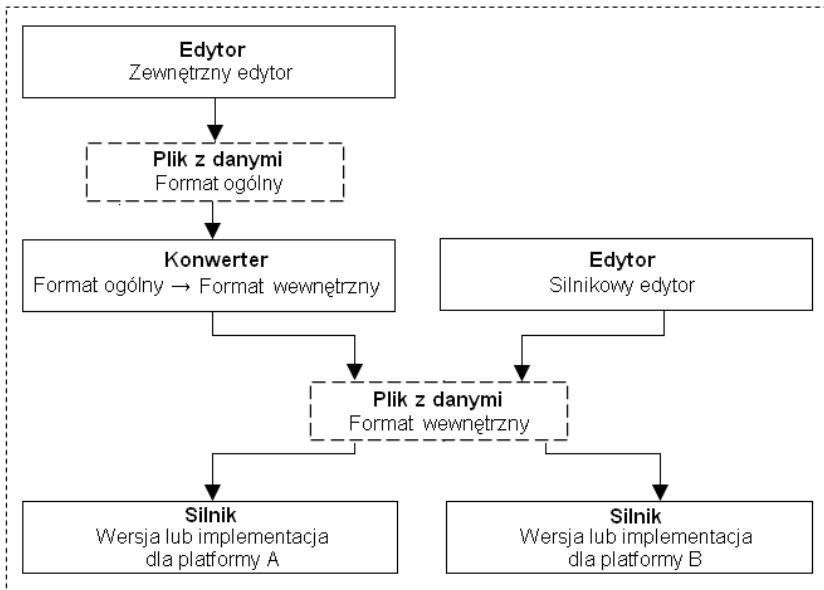 Edytor
Zewnętrzny edytor
Plik z danymi
Format ogólny
Konwerter
Format ogólny → Format wewnętrzny
Edytor
Silnikowy edytor
Plik z danymi
Format wewnętrzny
Silnik
Wersja lub implementacja
dla platformy A
Silnik
Wersja lub implementacja
dla platformy B